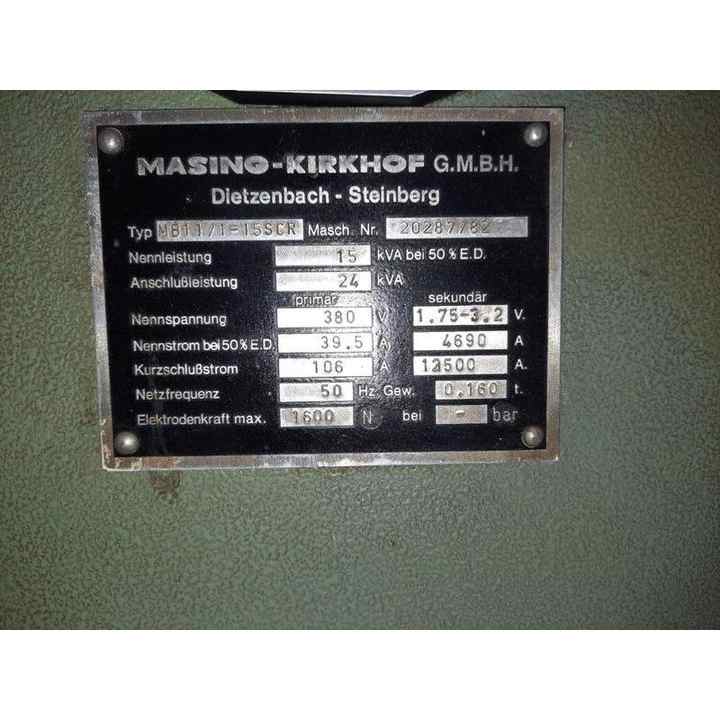 MASINO-KIRKHOF G.M.B.H.
Dietzenbach - Steinberg
Typ MB11/1-15SCR Masch. Nr. 20287/82
Nennleistung 15 kVA bei 50 % E.D.
Anschlußleistung 24 kVA
primär sekundär
Nennspannung 380 V 1.75-3.2 V.
Nennstrom bei 50 % E.D. 39.5 A 4690 A
Kurzschlußstrom 106 A 12500 A.
Netzfrequenz 50 Hz. Gew. 0.160 t.
Elektrodenkraft max. 1600 N bei - bar